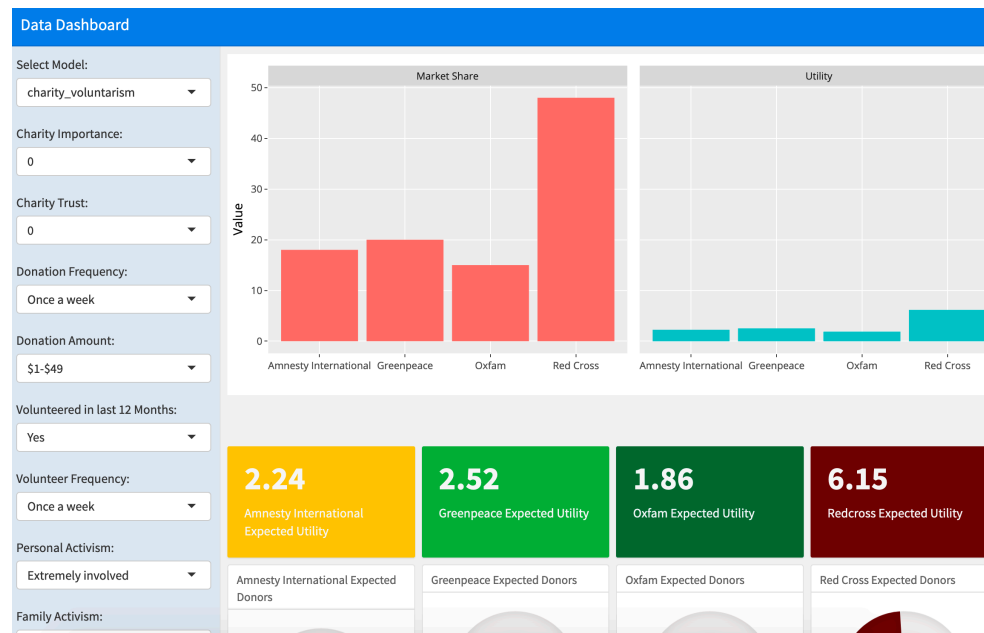 Data Dashboard
Select Model:
charity_voluntarism
Charity Importance:
0
Charity Trust:
0
Donation Frequency:
Once a week
Donation Amount:
$1-$49
Volunteered in last 12 Months:
Yes
Volunteer Frequency:
Once a week
Personal Activism:
Extremely involved
Family Activism:
Market Share
Utility
Value
50
40
30
20
10
0
Amnesty International Greenpeace Oxfam Red Cross
Amnesty International Greenpeace Oxfam Red Cross
2.24
Amnesty International
Expected Utility
2.52
Greenpeace Expected Utility
1.86
Oxfam Expected Utility
6.15
Redcross Expected Utility
Amnesty International Expected
Donors
Greenpeace Expected Donors
Oxfam Expected Donors
Red Cross Expected Donors